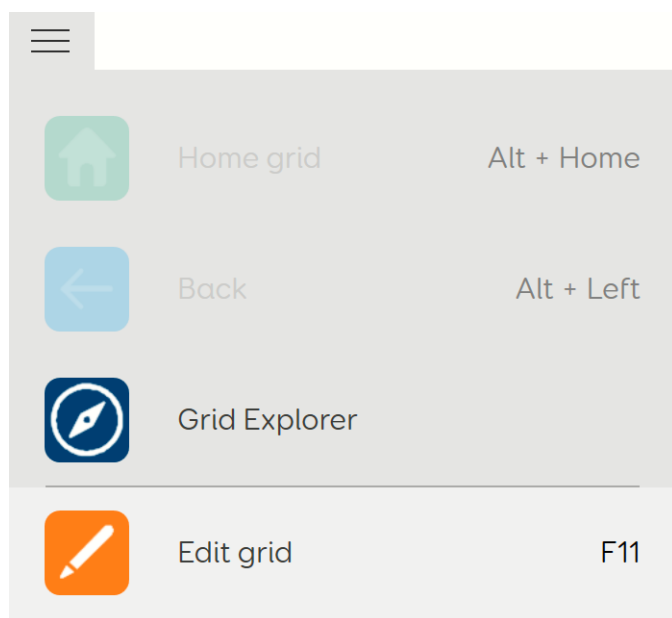 Home grid Alt + Home
Back Alt + Left
Grid Explorer
Edit grid F11